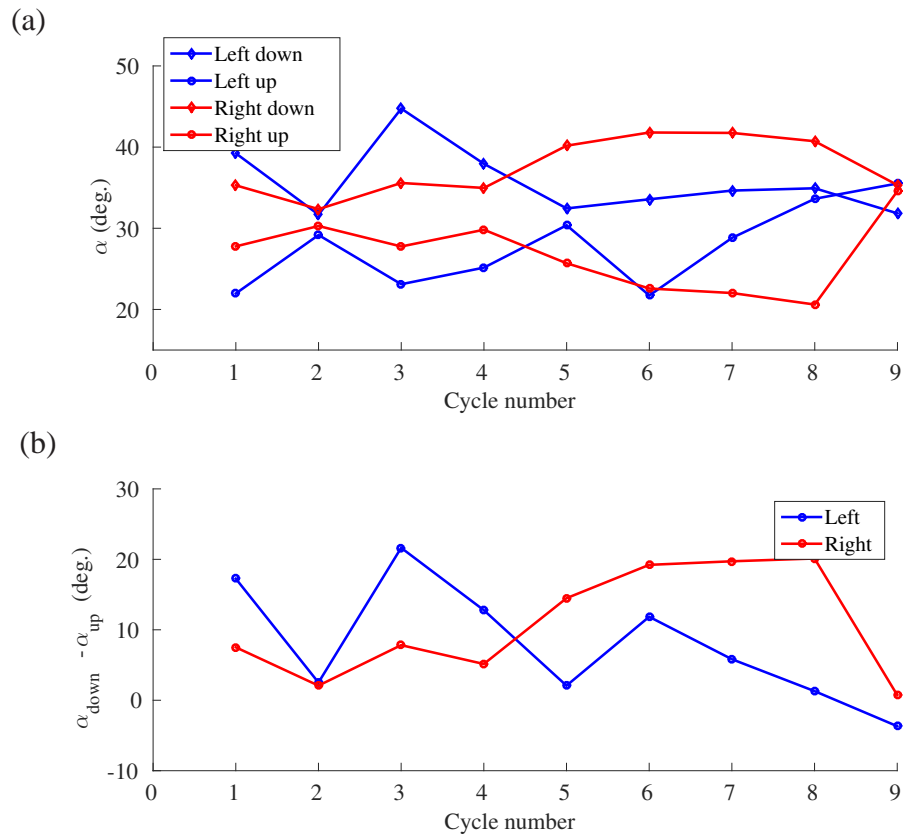 (a)
Left down
Left up
Right down
Right up
50
40
30
20
α (deg.)
0 1 2 3 4 5 6 7 8 9
Cycle number
(b)
Left
Right
30
20
10
0
-10
α_down - α_up (deg.)
0 1 2 3 4 5 6 7 8 9
Cycle number